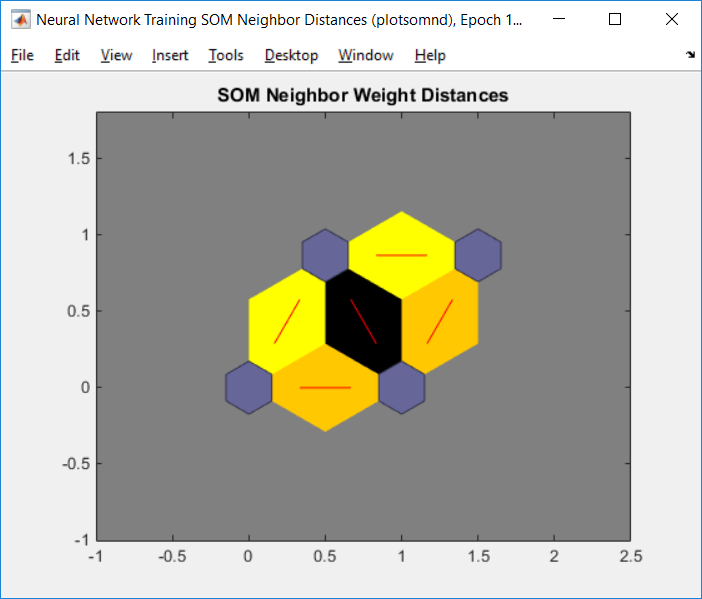 Neural Network Training SOM Neighbor Distances (plotsomnd), Epoch 1...
File Edit View Insert Tools Desktop Window Help
SOM Neighbor Weight Distances
1.5
1
0.5
0
-0.5
-1
-1 -0.5 0 0.5 1 1.5 2 2.5